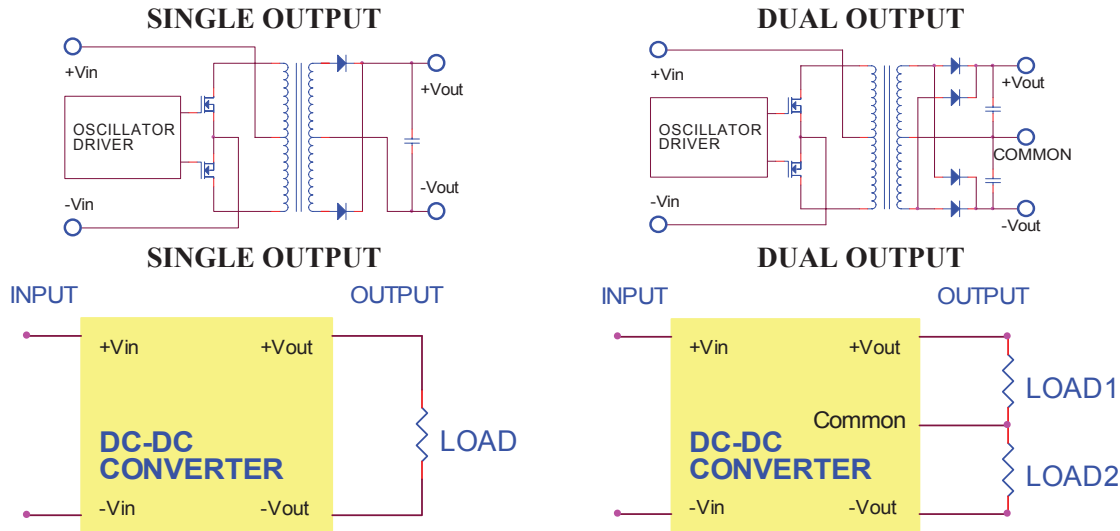 SINGLE OUTPUT
+Vin
+Vout
OSCILLATOR
DRIVER
-Vin
-Vout
DUAL OUTPUT
+Vin
+Vout
OSCILLATOR
DRIVER
COMMON
-Vin
-Vout
SINGLE OUTPUT
INPUT
OUTPUT
+Vin
+Vout
DC-DC
CONVERTER
LOAD
-Vin
-Vout
DUAL OUTPUT
INPUT
OUTPUT
+Vin
+Vout
LOAD1
Common
DC-DC
CONVERTER
LOAD2
-Vin
-Vout